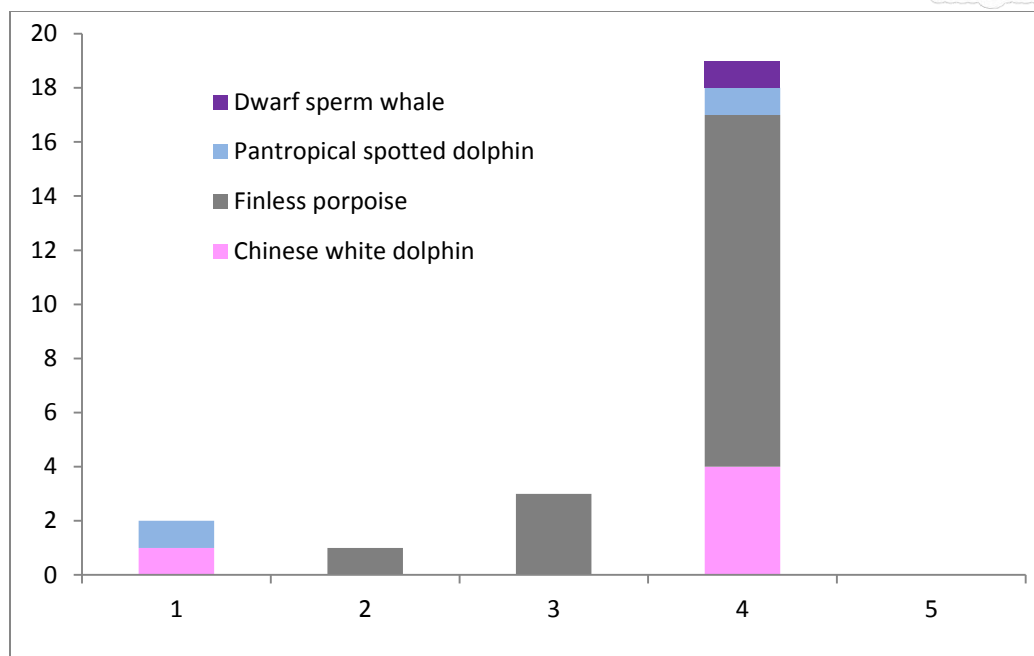 20
18
16
14
12
10
8
6
4
2
0
Dwarf sperm whale
Pantropical spotted dolphin
Finless porpoise
Chinese white dolphin
1 2 3 4 5